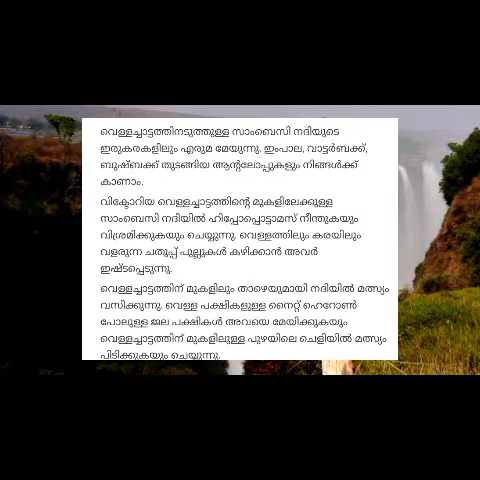 വെള്ളച്ചാട്ടത്തിനടുത്തുള്ള സാംബെസി നദിയുടെ
ഇരുകരകളിലും എരുമ മേയുന്നു. ഇംപാല, വാട്ടർബക്ക്,
ബുഷ്ബക്ക് തുടങ്ങിയ ആന്റലോപ്പുകളും നിങ്ങൾക്ക്
കാണാം.
വിക്ടോറിയ വെള്ളച്ചാട്ടത്തിന്റെ മുകളിലേക്കുള്ള
സാംബെസി നദിയിൽ ഹിപ്പോപ്പൊട്ടാമസ് നീന്തുകയും
വിശ്രമിക്കുകയും ചെയ്യുന്നു. വെള്ളത്തിലും കരയിലും
വളരുന്ന ചതുപ്പ് പുല്ലുകൾ കഴിക്കാൻ അവർ
ഇഷ്ടപ്പെടുന്നു.
വെള്ളച്ചാട്ടത്തിന് മുകളിലും താഴെയുമായി നദിയിൽ മത്സ്യം
വസിക്കുന്നു. വെള്ള പക്ഷികളുള്ള നൈറ്റ് ഹെറോൺ
പോലുള്ള ജല പക്ഷികൾ അവയെ മേയിക്കുകയും
വെള്ളച്ചാട്ടത്തിന് മുകളിലുള്ള പുഴയിലെ ചെളിയിൽ മത്സ്യം
പിടിക്കുകയും ചെയ്യുന്നു.